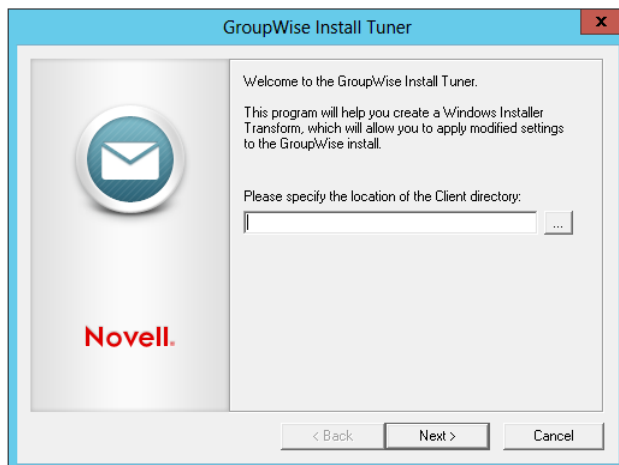 GroupWise Install Tuner
x
Welcome to the GroupWise Install Tuner.
This program will help you create a Windows Installer
Transform, which will allow you to apply modified settings
to the GroupWise install.
Please specify the location of the Client directory:
...
Novell®
< Back
Next >
Cancel